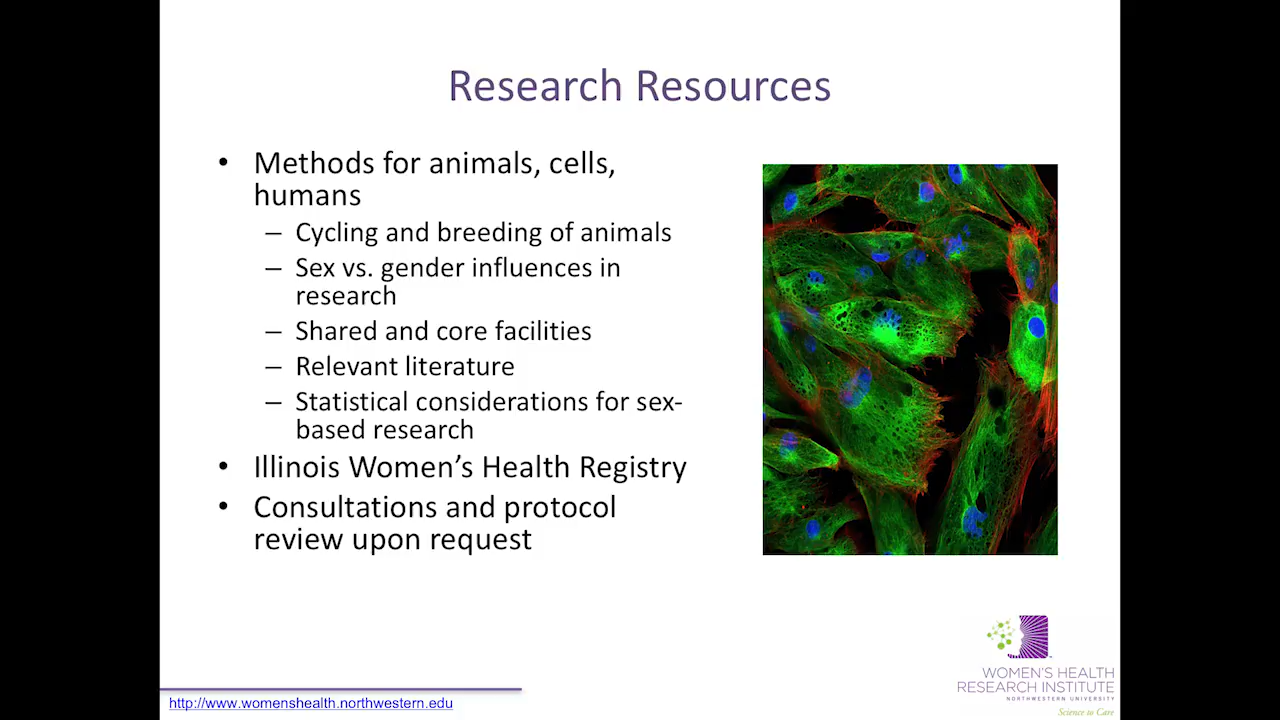 Research Resources
• Methods for animals, cells,
humans
– Cycling and breeding of animals
– Sex vs. gender influences in
research
– Shared and core facilities
– Relevant literature
– Statistical considerations for sex-
based research
• Illinois Women's Health Registry
• Consultations and protocol
review upon request
WOMEN'S HEALTH
RESEARCH INSTITUTE
NORTHWESTERN UNIVERSITY
Science to Care
http://www.womenshealth.northwestern.edu